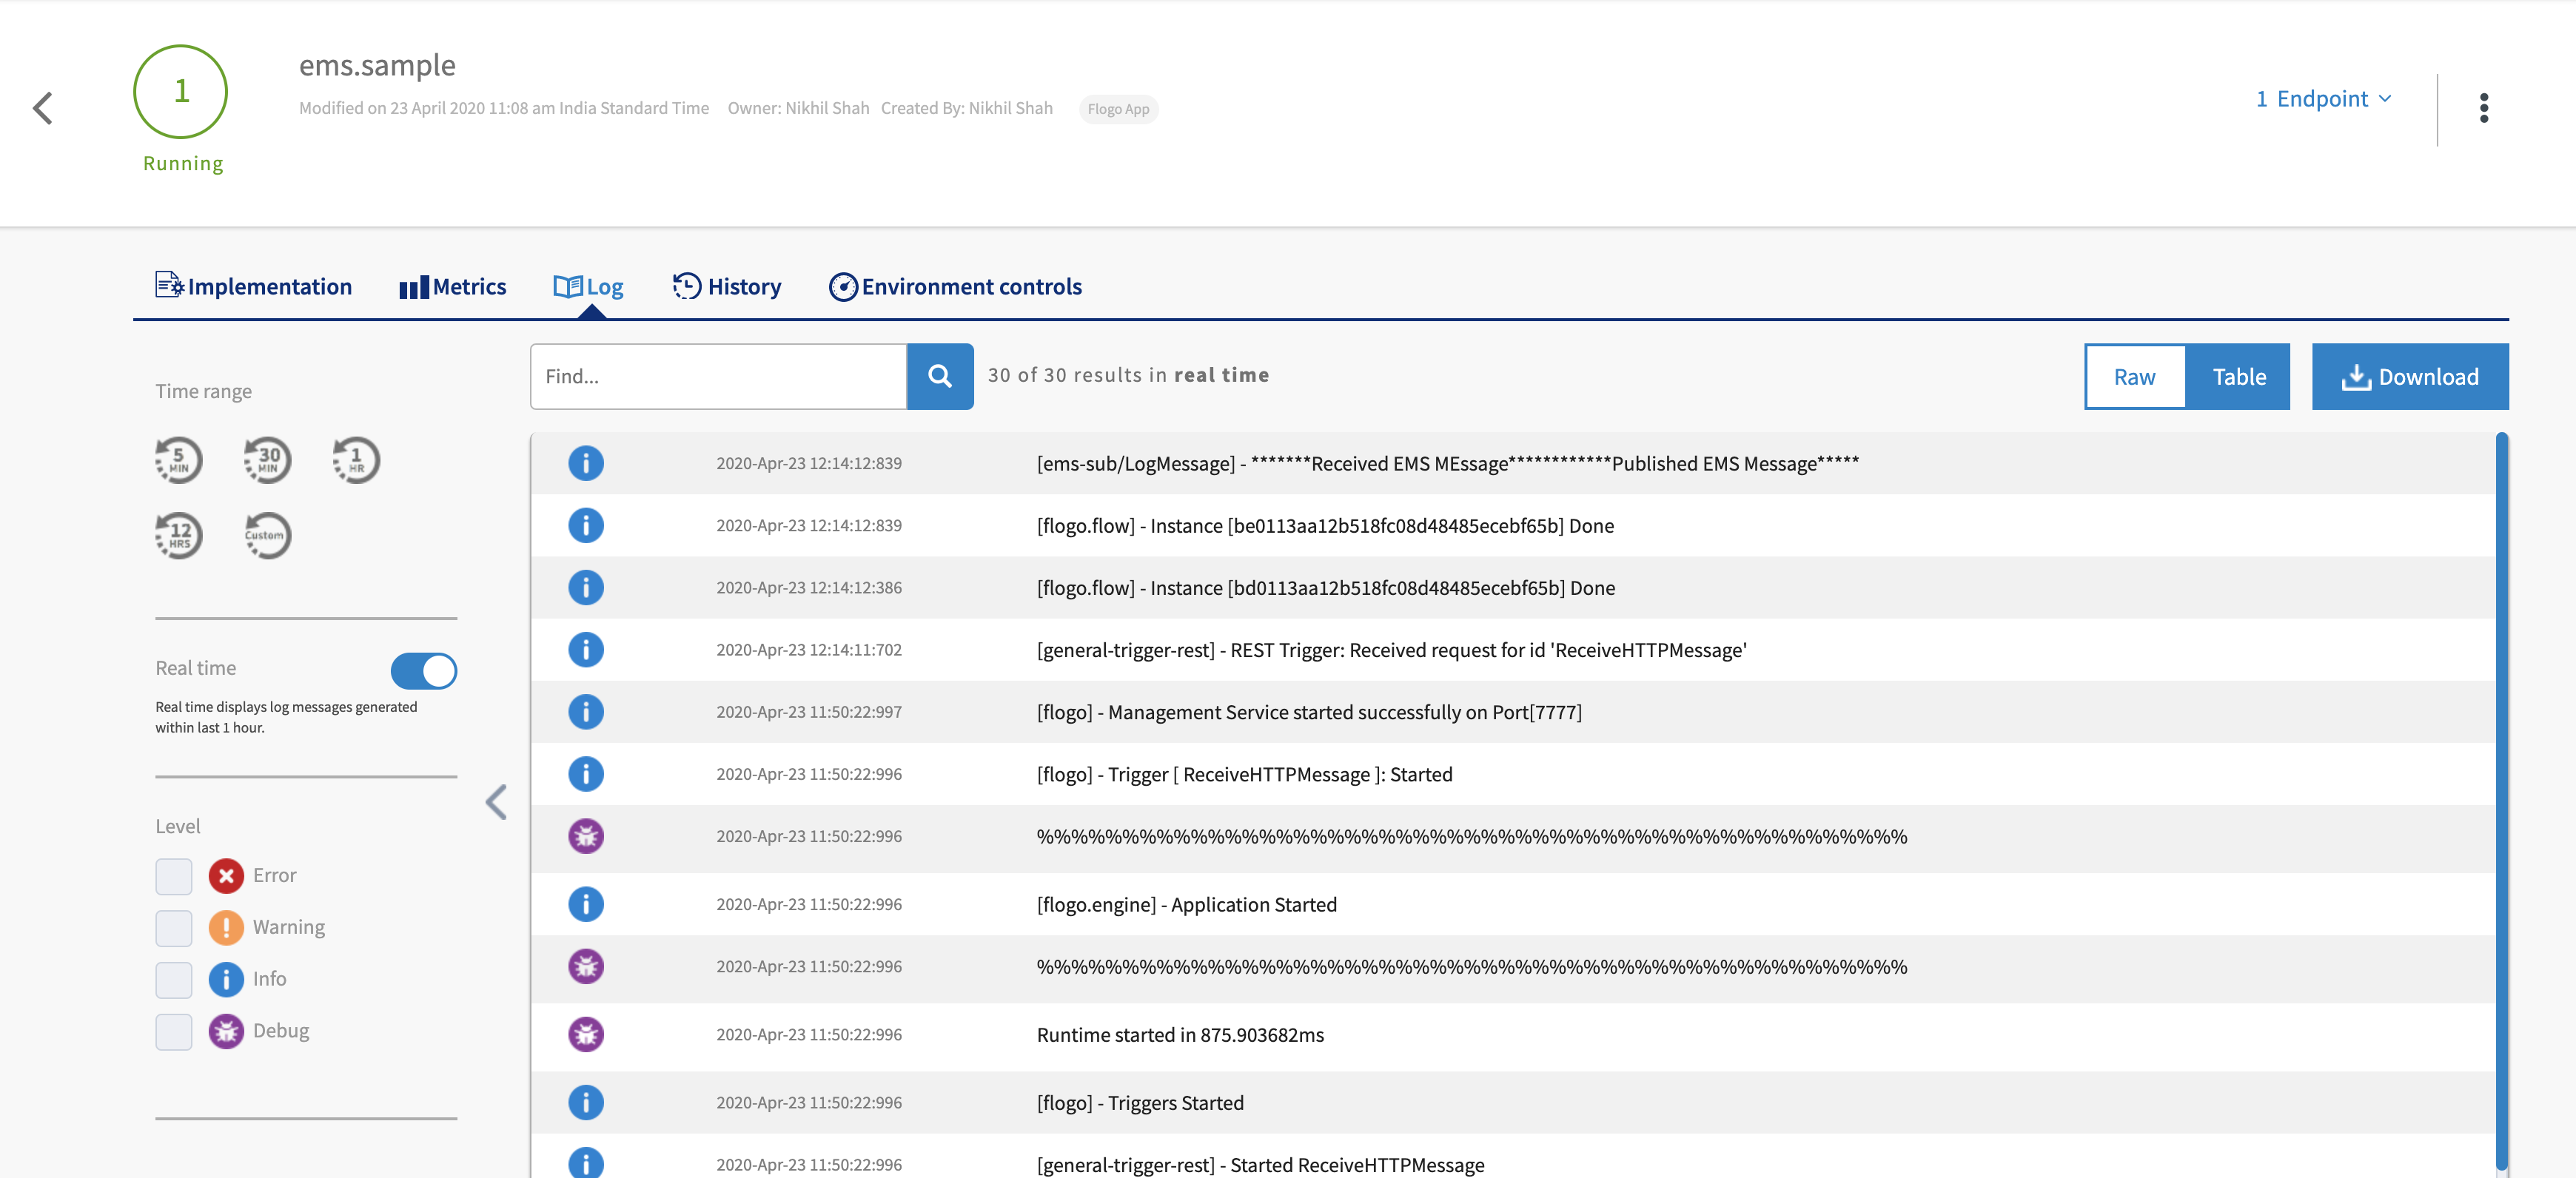 1
Running
ems.sample
Modified on 23 April 2020 11:08 am India Standard Time Owner: Nikhil Shah Created By: Nikhil Shah Flogo App
1 Endpoint
Implementation Metrics Log History Environment controls
Time range
5 MIN 30 MIN 1 HR
12 HRS Custom
Real time
Real time displays log messages generated
within last 1 hour.
Level
Error
Warning
Info
Debug
Find... 30 of 30 results in real time Raw Table Download
2020-Apr-23 12:14:12:839 [ems-sub/LogMessage] - *******Received EMS MEssage************Published EMS Message*****
2020-Apr-23 12:14:12:839 [flogo.flow] - Instance [be0113aa12b518fc08d48485ecebf65b] Done
2020-Apr-23 12:14:12:386 [flogo.flow] - Instance [bd0113aa12b518fc08d48485ecebf65b] Done
2020-Apr-23 12:14:11:702 [general-trigger-rest] - REST Trigger: Received request for id 'ReceiveHTTPMessage'
2020-Apr-23 11:50:22:997 [flogo] - Management Service started successfully on Port[7777]
2020-Apr-23 11:50:22:996 [flogo] - Trigger [ ReceiveHTTPMessage ]: Started
2020-Apr-23 11:50:22:996 %%%%%%%%%%%%%%%%%%%%%%%%%%%%%%%%%%%%%%%%%%%%%%%%%%%
2020-Apr-23 11:50:22:996 [flogo.engine] - Application Started
2020-Apr-23 11:50:22:996 %%%%%%%%%%%%%%%%%%%%%%%%%%%%%%%%%%%%%%%%%%%%%%%%%%%
2020-Apr-23 11:50:22:996 Runtime started in 875.903682ms
2020-Apr-23 11:50:22:996 [flogo] - Triggers Started
2020-Apr-23 11:50:22:996 [general-trigger-rest] - Started ReceiveHTTPMessage